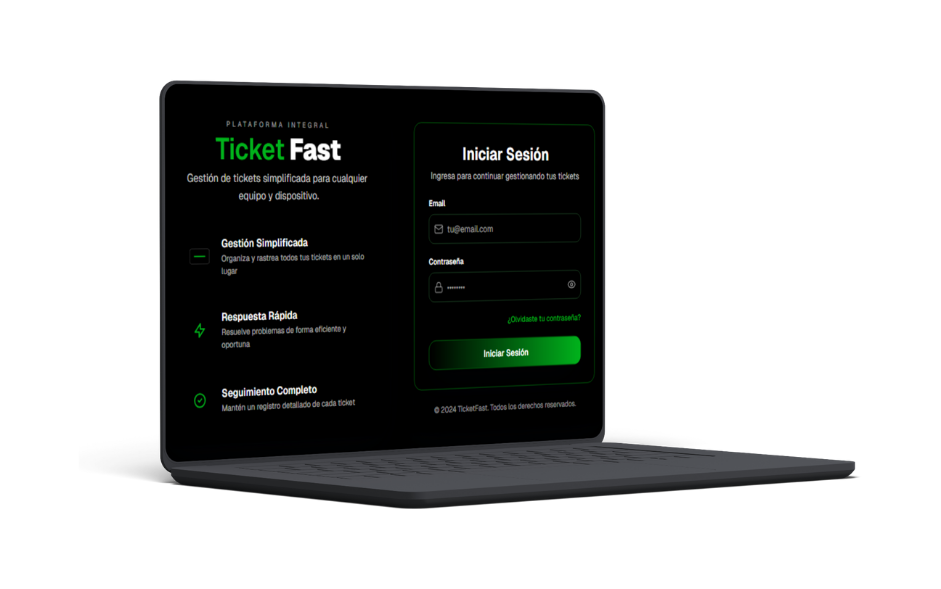 PLATAFORMA INTEGRAL
Ticket Fast
Gestión de tickets simplificada para cualquier
equipo y dispositivo.
Gestión Simplificada
Organiza y rastrea todos tus tickets en un solo
lugar
Respuesta Rápida
Resuelve problemas de forma eficiente y
oportuna
Seguimiento Completo
Mantén un registro detallado de cada ticket
Iniciar Sesión
Ingresa para continuar gestionando tus tickets
Email
tu@email.com
Contraseña
••••••••
¿Olvidaste tu contraseña?
Iniciar Sesión
© 2024 TicketFast. Todos los derechos reservados.